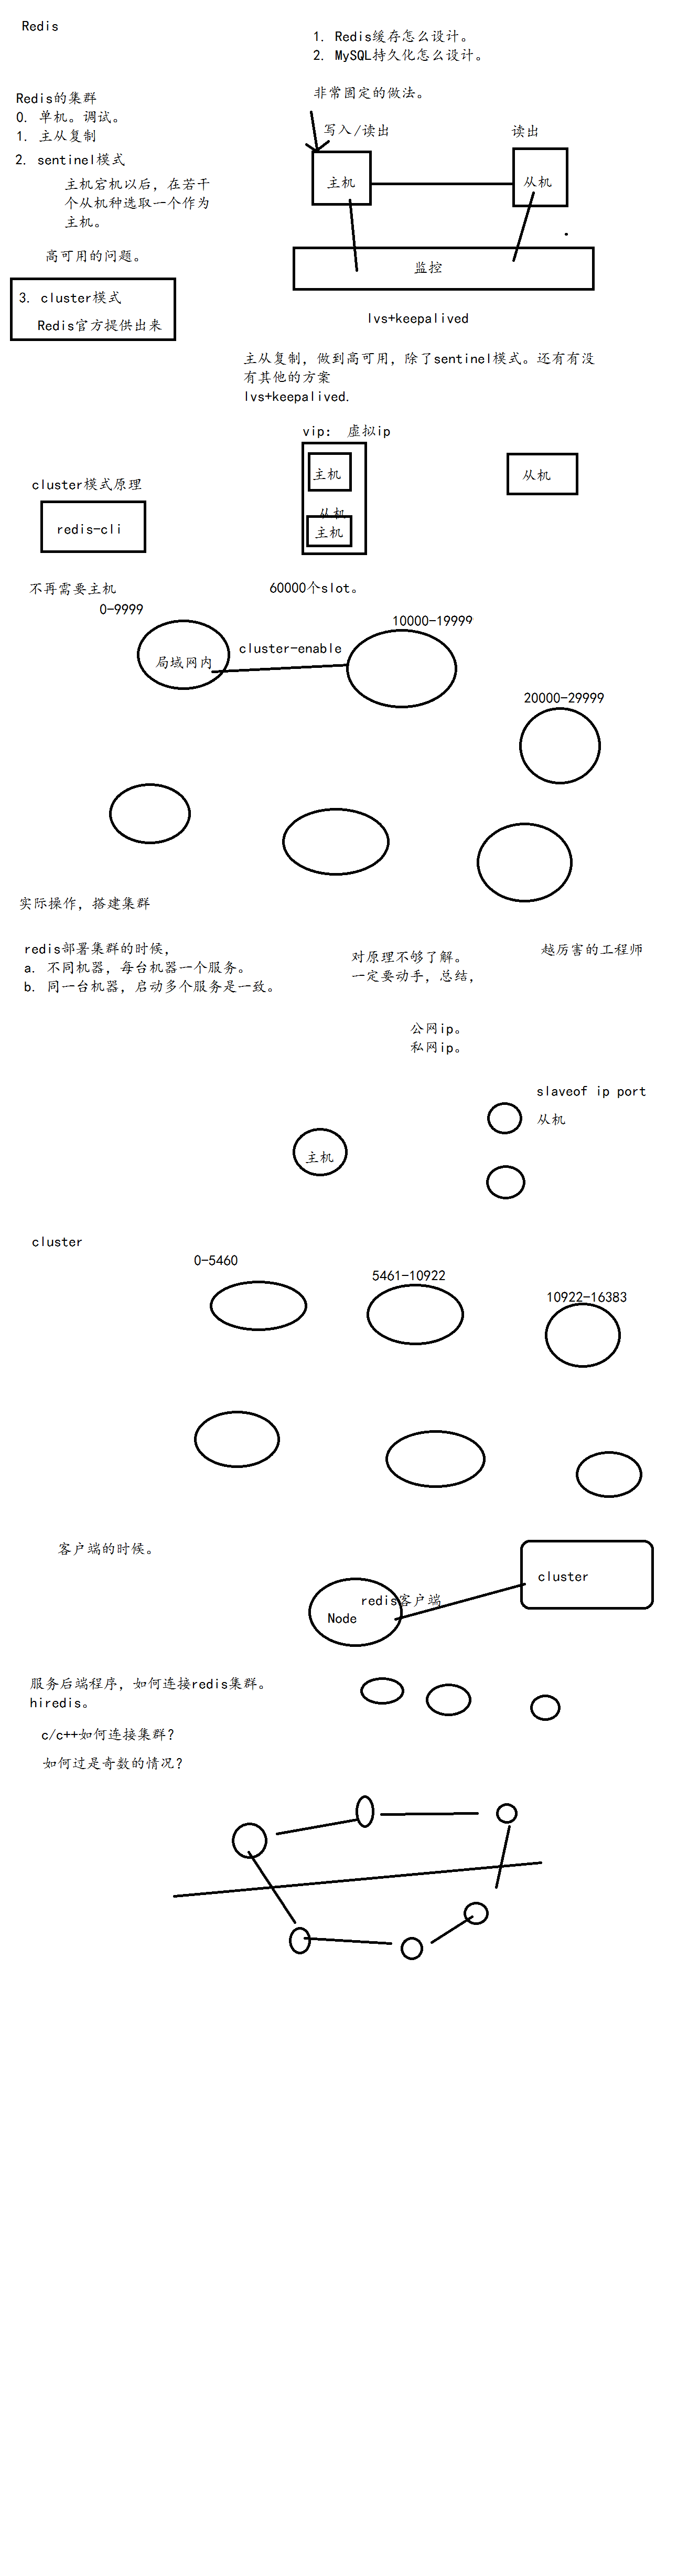 Redis
1. Redis缓存怎么设计。
2. MySQL持久化怎么设计。
非常固定的做法。
Redis的集群
0. 单机。调试。
1. 主从复制
2. sentinel模式
主机宕机以后，在若干
个从机种选取一个作为
主机。
高可用的问题。
3. cluster模式
Redis官方提供出来
写入/读出
读出
主机
从机
监控
lvs+keepalived
主从复制，做到高可用，除了sentinel模式。还有有没
有其他的方案
lvs+keepalived.
vip： 虚拟ip
主机
从机
主机
从机
cluster模式原理
redis-cli
不再需要主机
60000个slot。
0-9999
局域网内
cluster-enable
10000-19999
20000-29999
实际操作，搭建集群
redis部署集群的时候，
a. 不同机器，每台机器一个服务。
b. 同一台机器，启动多个服务是一致。
对原理不够了解。
一定要动手，总结，
越厉害的工程师
公网ip。
私网ip。
slaveof ip port
从机
主机
cluster
0-5460
5461-10922
10922-16383
客户端的时候。
cluster
redis客户端
Node
服务后端程序，如何连接redis集群。
hiredis。
c/c++如何连接集群？
如何过是奇数的情况？